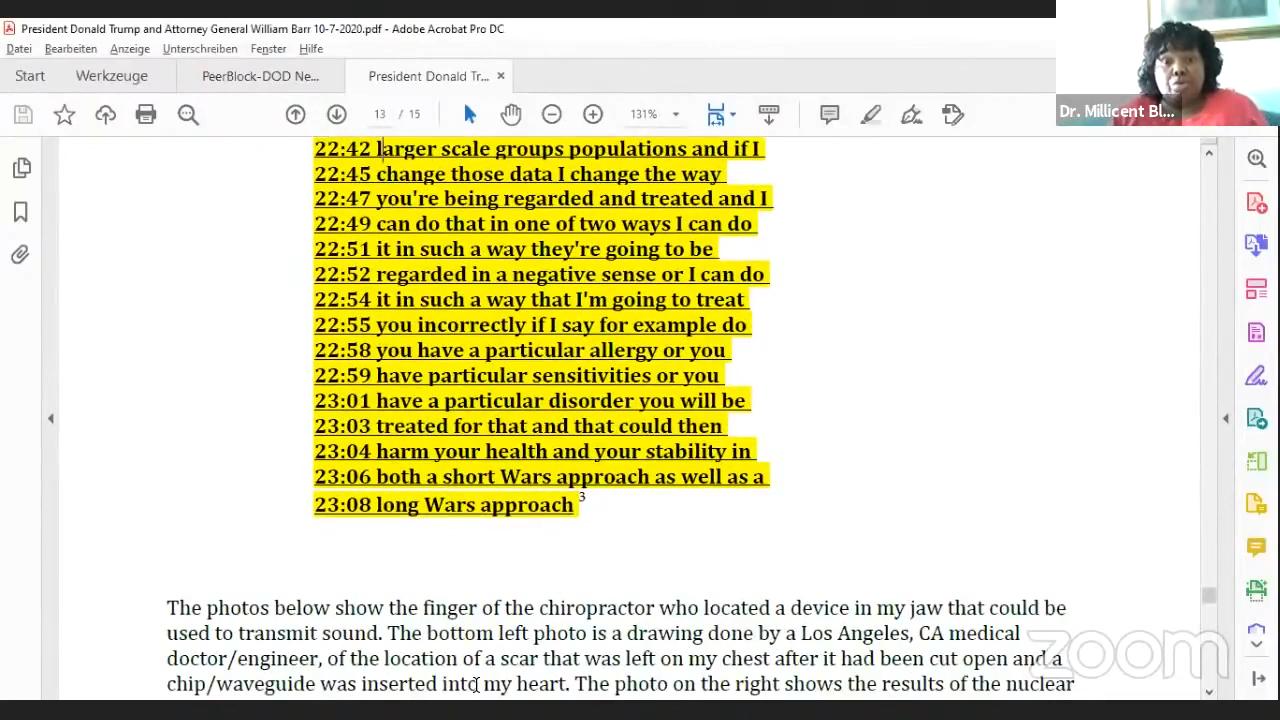 President Donald Trump and Attorney General William Barr 10-7-2020.pdf - Adobe Acrobat Pro DC
Datei Bearbeiten Anzeige Unterschreiben Fenster Hilfe
Start Werkzeuge PeerBlock-DOD Ne... President Donald Tr... ×
13 / 15 131%
Dr. Millicent Bl...
22:42 larger scale groups populations and if I
22:45 change those data I change the way
22:47 you're being regarded and treated and I
22:49 can do that in one of two ways I can do
22:51 it in such a way they're going to be
22:52 regarded in a negative sense or I can do
22:54 it in such a way that I'm going to treat
22:55 you incorrectly if I say for example do
22:58 you have a particular allergy or you
22:59 have particular sensitivities or you
23:01 have a particular disorder you will be
23:03 treated for that and that could then
23:04 harm your health and your stability in
23:06 both a short Wars approach as well as a
23:08 long Wars approach 3
The photos below show the finger of the chiropractor who located a device in my jaw that could be
used to transmit sound. The bottom left photo is a drawing done by a Los Angeles, CA medical
doctor/engineer, of the location of a scar that was left on my chest after it had been cut open and a
chip/waveguide was inserted into my heart. The photo on the right shows the results of the nuclear
zoom